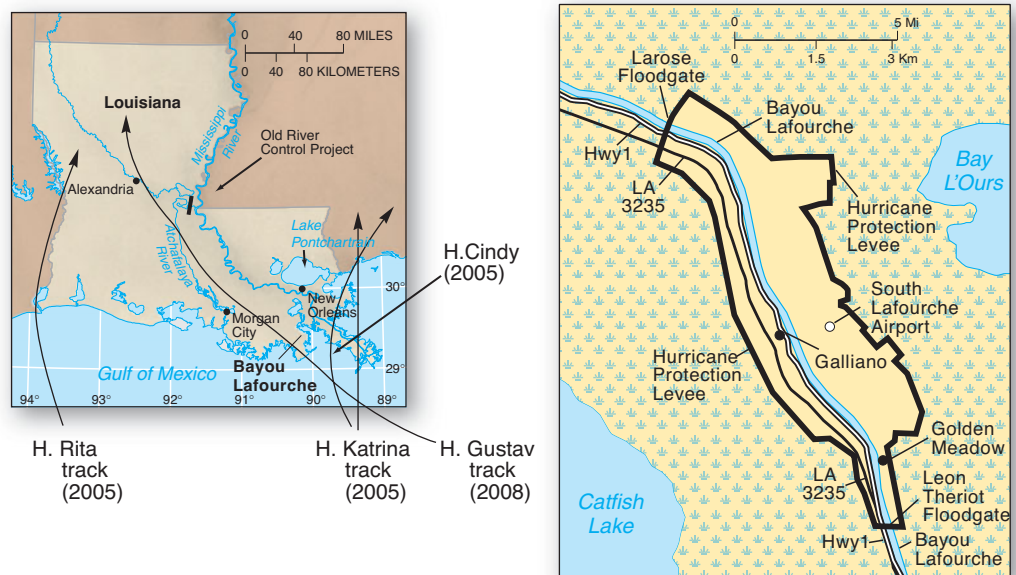 0 40 80 MILES
0 40 80 KILOMETERS
Louisiana
Mississippi
River
Old River
Control Project
Alexandria
Atchafalaya
River
Lake
Pontchartrain
H.Cindy
(2005)
30°
New
Orleans
Morgan
City
Bayou
Lafourche
29°
Gulf of Mexico
94° 93° 92° 91° 90° 89°
H. Rita
track
(2005)
H. Katrina
track
(2005)
H. Gustav
track
(2008)
0 5 Mi
0 1.5 3 Km
Larose
Floodgate
Bayou
Lafourche
Hwy1
LA
3235
Bay
L'Ours
Hurricane
Protection
Levee
South
Lafourche
Airport
Galliano
Hurricane
Protection
Levee
Golden
Meadow
LA
3235
Leon
Theriot
Floodgate
Catfish
Lake
Hwy1
Bayou
Lafourche